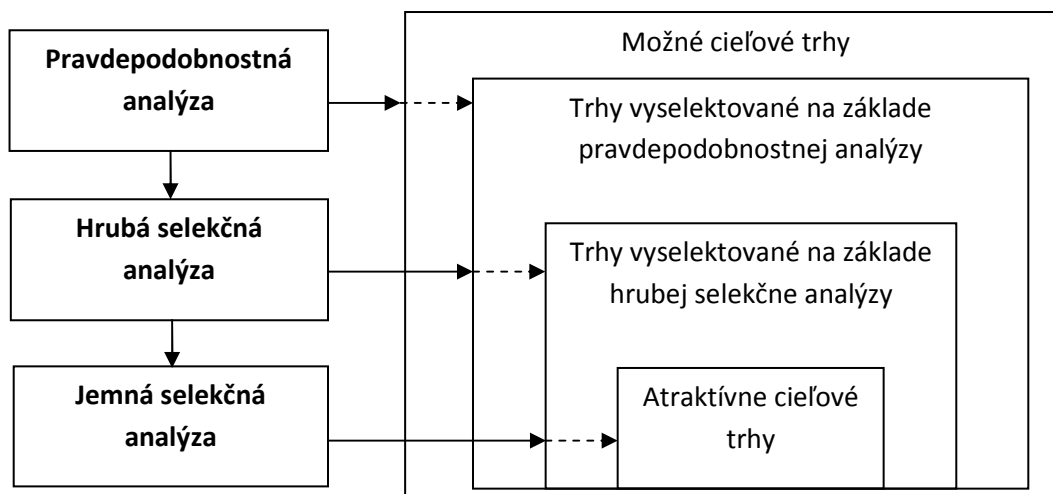 Pravdepodobnostná
analýza
Hrubá selekčná
analýza
Jemná selekčná
analýza
Možné cieľové trhy
Trhy vyselektované na základe
pravdepodobnostnej analýzy
Trhy vyselektované na základe
hrubej selekčne analýzy
Atraktívne cieľové
trhy